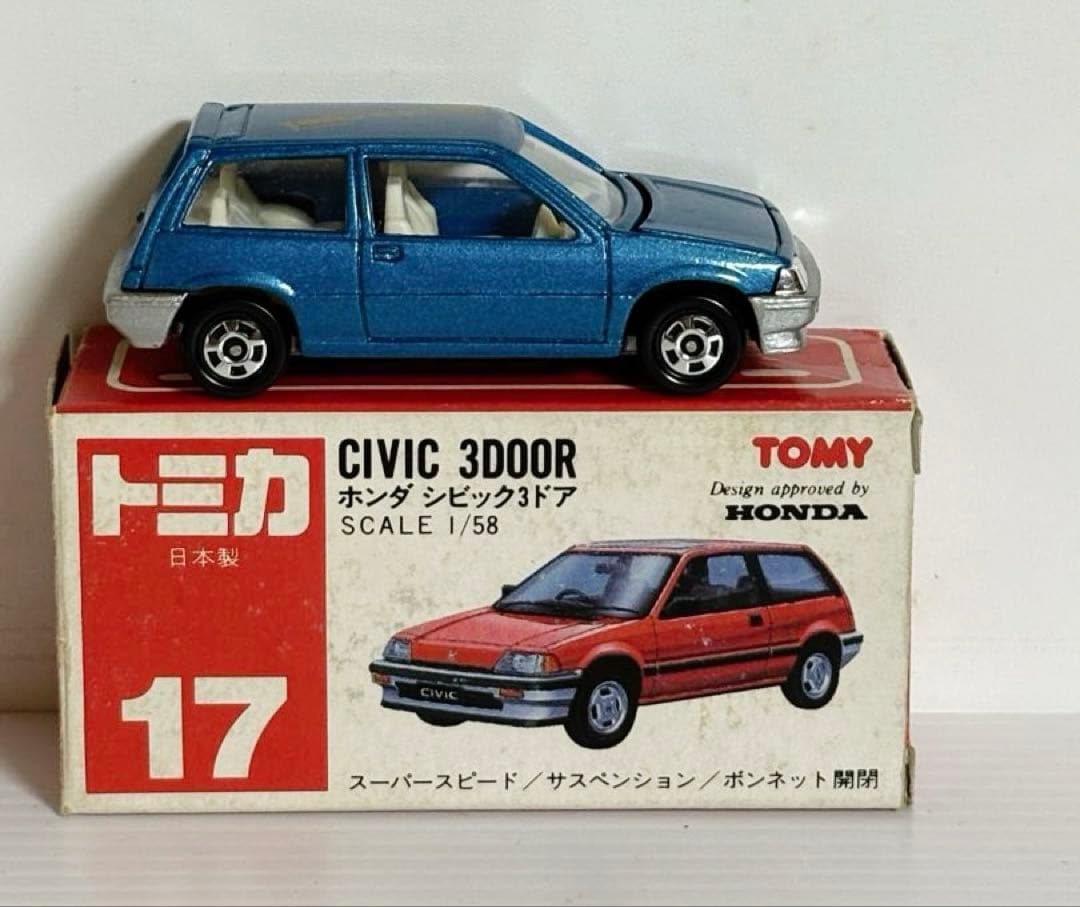 トミカ
日本製
17
CIVIC 3DOOR
ホンダ シビック3ドア
SCALE 1/58
TOMY
Design approved by
HONDA
CIVIC
スーパースピード/サスペンション/ボンネット開閉